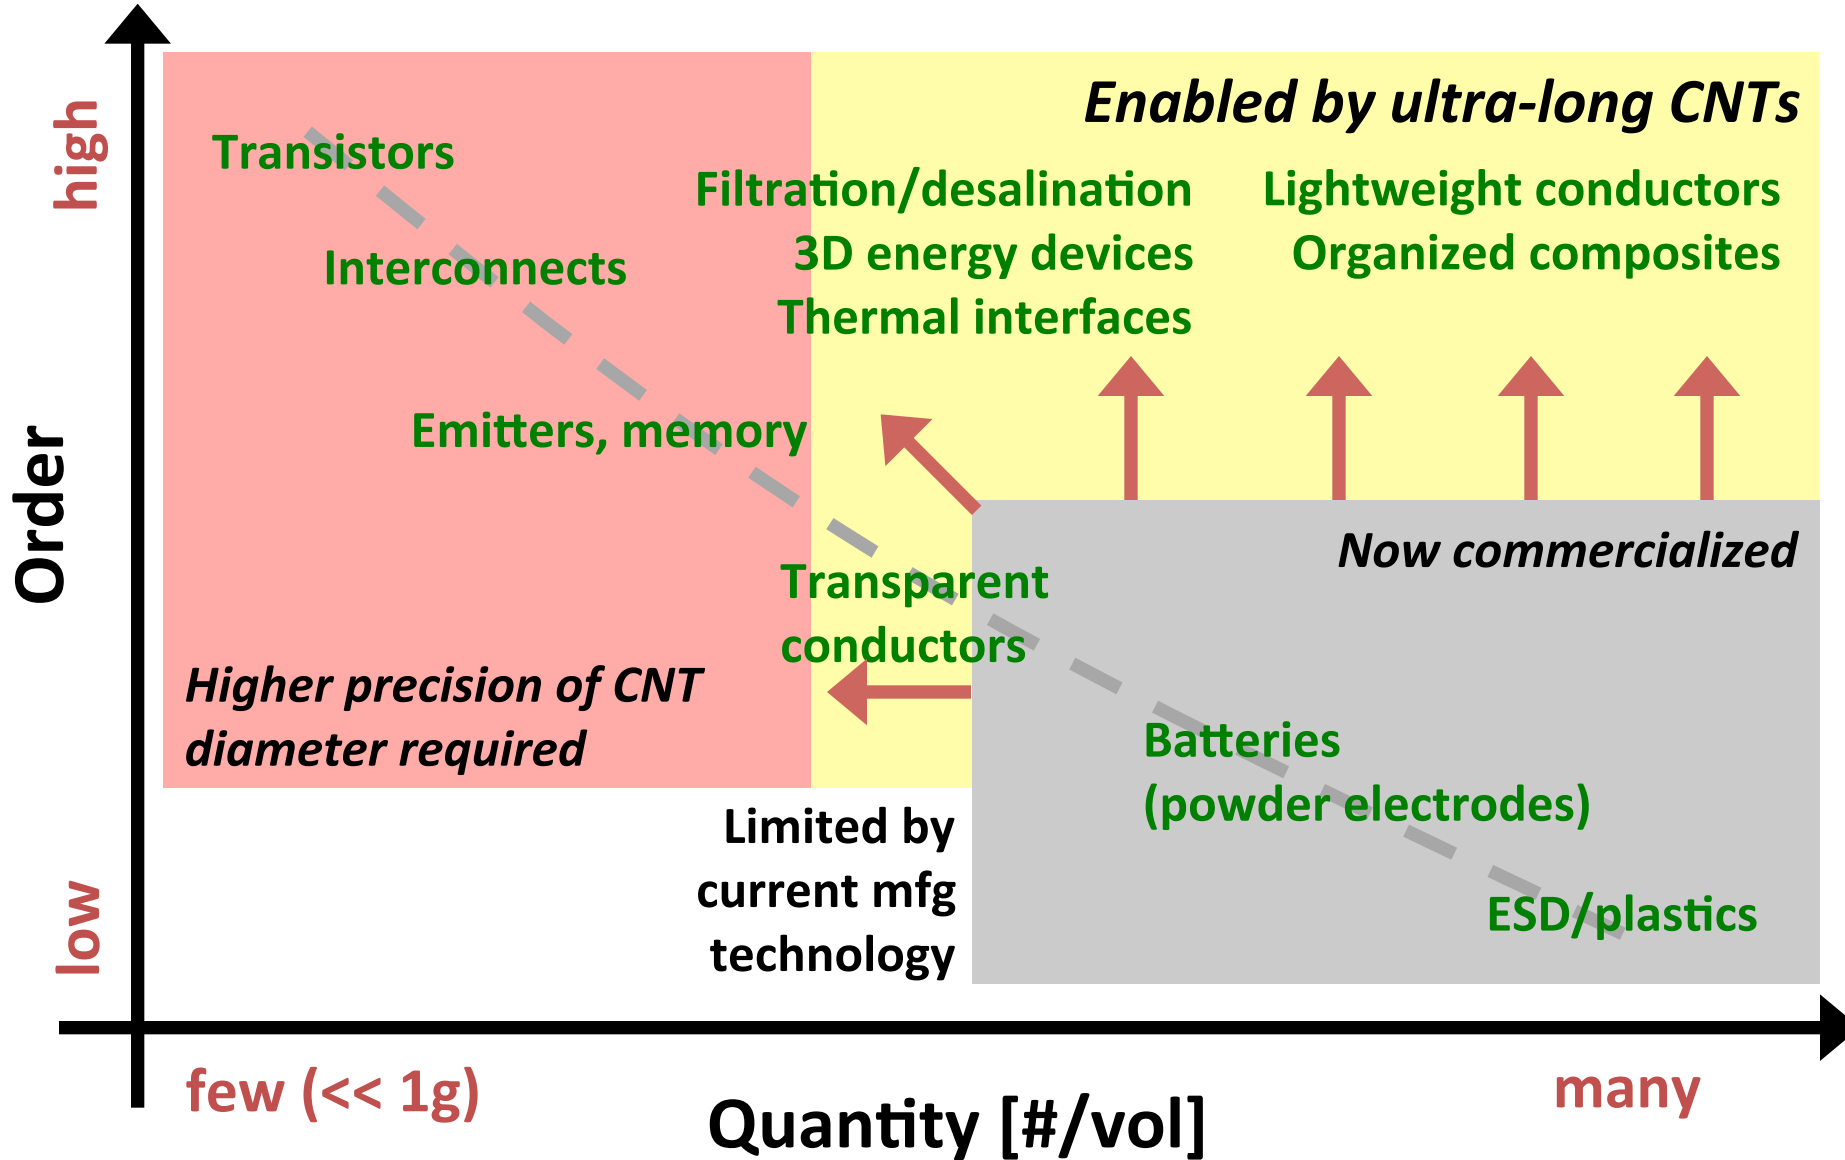 high
Order
low
Enabled by ultra-long CNTs
Transistors
Interconnects
Emitters, memory
Filtration/desalination
3D energy devices
Thermal interfaces
Lightweight conductors
Organized composites
Now commercialized
Transparent
conductors
Higher precision of CNT
diameter required
Batteries
(powder electrodes)
ESD/plastics
Limited by
current mfg
technology
few (<< 1g)
many
Quantity [#/vol]